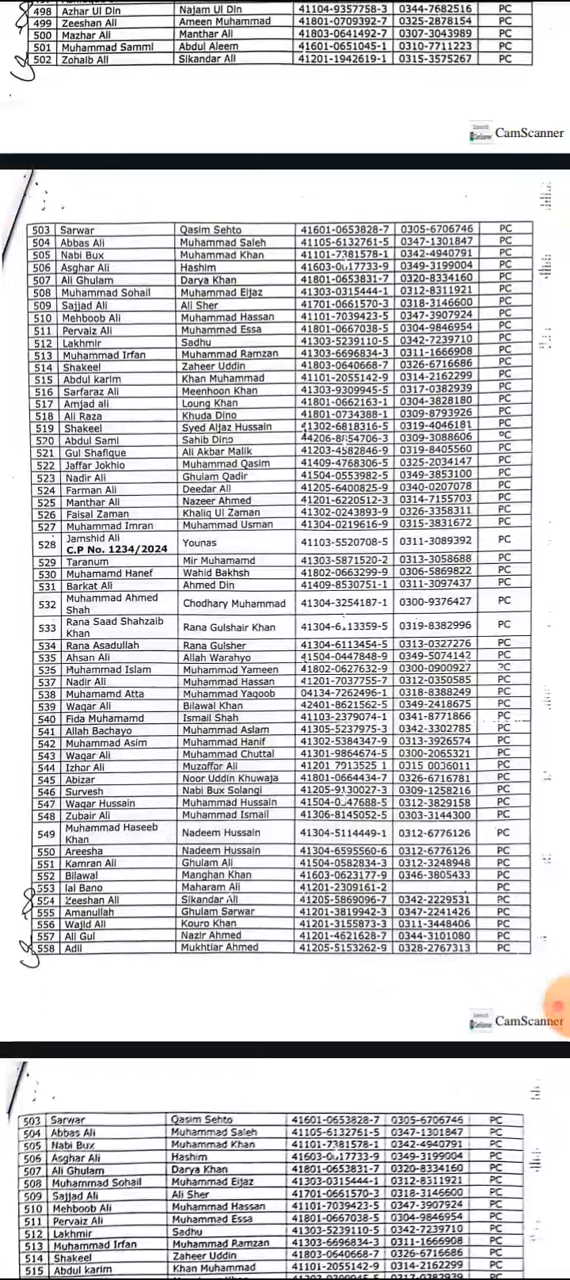 498 Azhar Ul Din Najam Ul Din 41104-9357758-3 0344-7682516 PC
499 Zeeshan Ali Ameen Muhammad 41801-0709392-7 0325-2878154 PC
500 Mazhar Ali Manthar Ali 41803-0641492-7 0307-3043989 PC
501 Muhammad Sammi Abdul Aleem 41601-0651045-1 0310-7711223 PC
502 Zohaib Ali Sikandar Ali 41201-1942619-1 0315-3575267 PC
CamScanner
503 Sarwar Qasim Sehto 41601-0653828-7 0305-6706746 PC
504 Abbas Ali Muhammad Saleh 41105-6132761-5 0347-1301847 PC
505 Nabi Bux Muhammad Khan 41101-7381578-1 0342-4940791 PC
506 Asghar Ali Hashim 0349-3199004 PC
507 Ali Ghulam Darya Khan 41801-0653831-7 0320-8334160 PC
508 Muhammad Sohail Muhammad Eijaz 41303-0315444-1 0312-8311921 PC
509 Sajjad Ali Ali Sher 41701-0661570-3 0318-3146600 PC
510 Mehboob Ali Muhammad Hassan 41101-7039423-5 0347-3907924 PC
511 Pervaiz Ali Muhammad Essa 41801-0667038-5 0304-9846954 PC
512 Lakhmir Sadhu 41303-5239110-5 0342-7239710 PC
513 Muhammad Irfan Muhammad Ramzan 41303-6696834-3 0311-1666908 PC
514 Shakeel Zaheer Uddin 41803-0640668-7 0326-6716686 PC
515 Abdul karim Khan Muhammad 41101-2055142-9 0314-2162299 PC
516 Sarfaraz Ali Meenhoon Khan 41303-9309945-5 0317-0382939 PC
517 Amjad ali Loung Khan 41801-0662163-1 0304-3828180 PC
518 Ali Raza Khuda Dino 41801-0734388-1 0309-8793926 PC
519 Shakeel Syed Aijaz Hussain 41302-6818316-5 0319-4046181 PC
520 Abdul Sami Sahib Dino 0309-3088606 PC
521 Gul Shafique Ali Akbar Malik 41203-4582846-9 0319-8405560 PC
522 Jaffar Jokhio Muhammad Qasim 41409-4768306-5 0325-2034147 PC
523 Nadir Ali Ghulam Qadir 41504-0553982-5 0349-3853100 PC
524 Farman Ali Deedar Ali 41205-6400825-9 0340-0207078 PC
525 Manthar Ali Nazeer Ahmed 41201-6220512-3 0314-7155703 PC
526 Faisal Zaman Khaliq Ul Zaman 41302-0243893-9 0326-3358311 PC
527 Muhammad Imran Muhammad Usman 41304-0219616-9 0315-3831672 PC
528 Jamshid Ali Younas 41103-5520708-5 0311-3089392 PC
C.P No. 1234/2024
529 Taranum Mir Muhamamd 41303-5871520-2 0313-3058688 PC
530 Muhamamd Hanef Wahid Bakhsh 41802-0663299-9 0306-5869822 PC
531 Barkat Ali Ahmed Din 41409-8530751-1 0311-3097437 PC
532 Muhammad Ahmed Chodhary Muhammad 41304-3254187-1 0300-9376427 PC
Shah
533 Rana Saad Shahzaib Rana Gulshair Khan 0319-8382996 PC
Khan
534 Rana Asadullah Rana Gulsher 41304-6113454-5 0313-0327276 PC
535 Ahsan Ali Allah Warahyo 41504-0447848-9 0349-5074142 PC
536 Muhammad Islam Muhammad Yameen 41802-0627632-9 0300-0900927 PC
537 Nadir Ali Muhammad Hassan 41201-7037755-7 0312-0350585 PC
538 Muhamamd Atta Muhammad Yaqoob 04134-7262496-1 0318-8388249 PC
539 Waqar Ali Bilawal Khan 42401-8621562-5 0349-2418675 PC
540 Fida Muhamamd Ismail Shah 41103-2379074-1 0341-8771866 PC
541 Allah Bachayo Muhammad Aslam 41305-5237975-3 0342-3302785 PC
542 Muhammad Asim Muhammad Hanif 41302-5384347-9 0313-3926574 PC
543 Waqar Ali Muhammad Chuttal 41301-9864674-5 0300-2065321 PC
544 Izhar Ali Muzaffar Ali 41201 7913525 1 0315 0036011 PC
545 Abizar Noor Uddin Khuwaja 41801-0664434-7 0326-6716781 PC
546 Survesh Nabi Bux Solangi 41205-9130027-3 0309-1258216 PC
547 Waqar Hussain Muhammad Hussain 0312-3829158 PC
548 Zubair Ali Muhammad Ismail 41306-8145052-5 0303-3144300 PC
549 Muhammad Haseeb Nadeem Hussain 41304-5114449-1 0312-6776126 PC
Khan
550 Areesha Nadeem Hussain 41304-6595560-6 0312-6776126 PC
551 Kamran Ali Ghulam Ali 41504-0582834-3 0312-3248948 PC
552 Bilawal Manghan Khan 41603-0623177-9 0346-3805433 PC
553 lal Bano Maharam Ali 41201-2309161-2 PC
554 Zeeshan Ali Sikandar Ali 41205-5869096-7 0342-2229531 PC
555 Amanullah Ghulam Sarwar 41201-3819942-3 0347-2241426 PC
556 Wajid Ali Kouro Khan 41201-3155873-3 0311-3448406 PC
557 Ali Gul Nazir Ahmed 41201-4621628-7 0344-3101080 PC
558 Adil Mukhtiar Ahmed 41205-5153262-9 0328-2767313 PC
CamScanner
503 Sarwar Qasim Sehto 41601-0653828-7 0305-6706746 PC
504 Abbas Ali Muhammad Saleh 41105-6132761-5 0347-1301847 PC
505 Nabi Bux Muhammad Khan 41101-7381578-1 0342-4940791 PC
506 Asghar Ali Hashim 0349-3199004 PC
507 Ali Ghulam Darya Khan 41801-0653831-7 0320-8334160 PC
508 Muhammad Sohail Muhammad Eijaz 41303-0315444-1 0312-8311921 PC
509 Sajjad Ali Ali Sher 41701-0661570-3 0318-3146600 PC
510 Mehboob Ali Muhammad Hassan 41101-7039423-5 0347-3907924 PC
511 Pervaiz Ali Muhammad Essa 41801-0667038-5 0304-9846954 PC
512 Lakhmir Sadhu 41303-5239110-5 0342-7239710 PC
513 Muhammad Irfan Muhammad Ramzan 41303-6696834-3 0311-1666908 PC
514 Shakeel Zaheer Uddin 41803-0640668-7 0326-6716686 PC
515 Abdul karim Khan Muhammad 41101-2055142-9 0314-2162299 PC